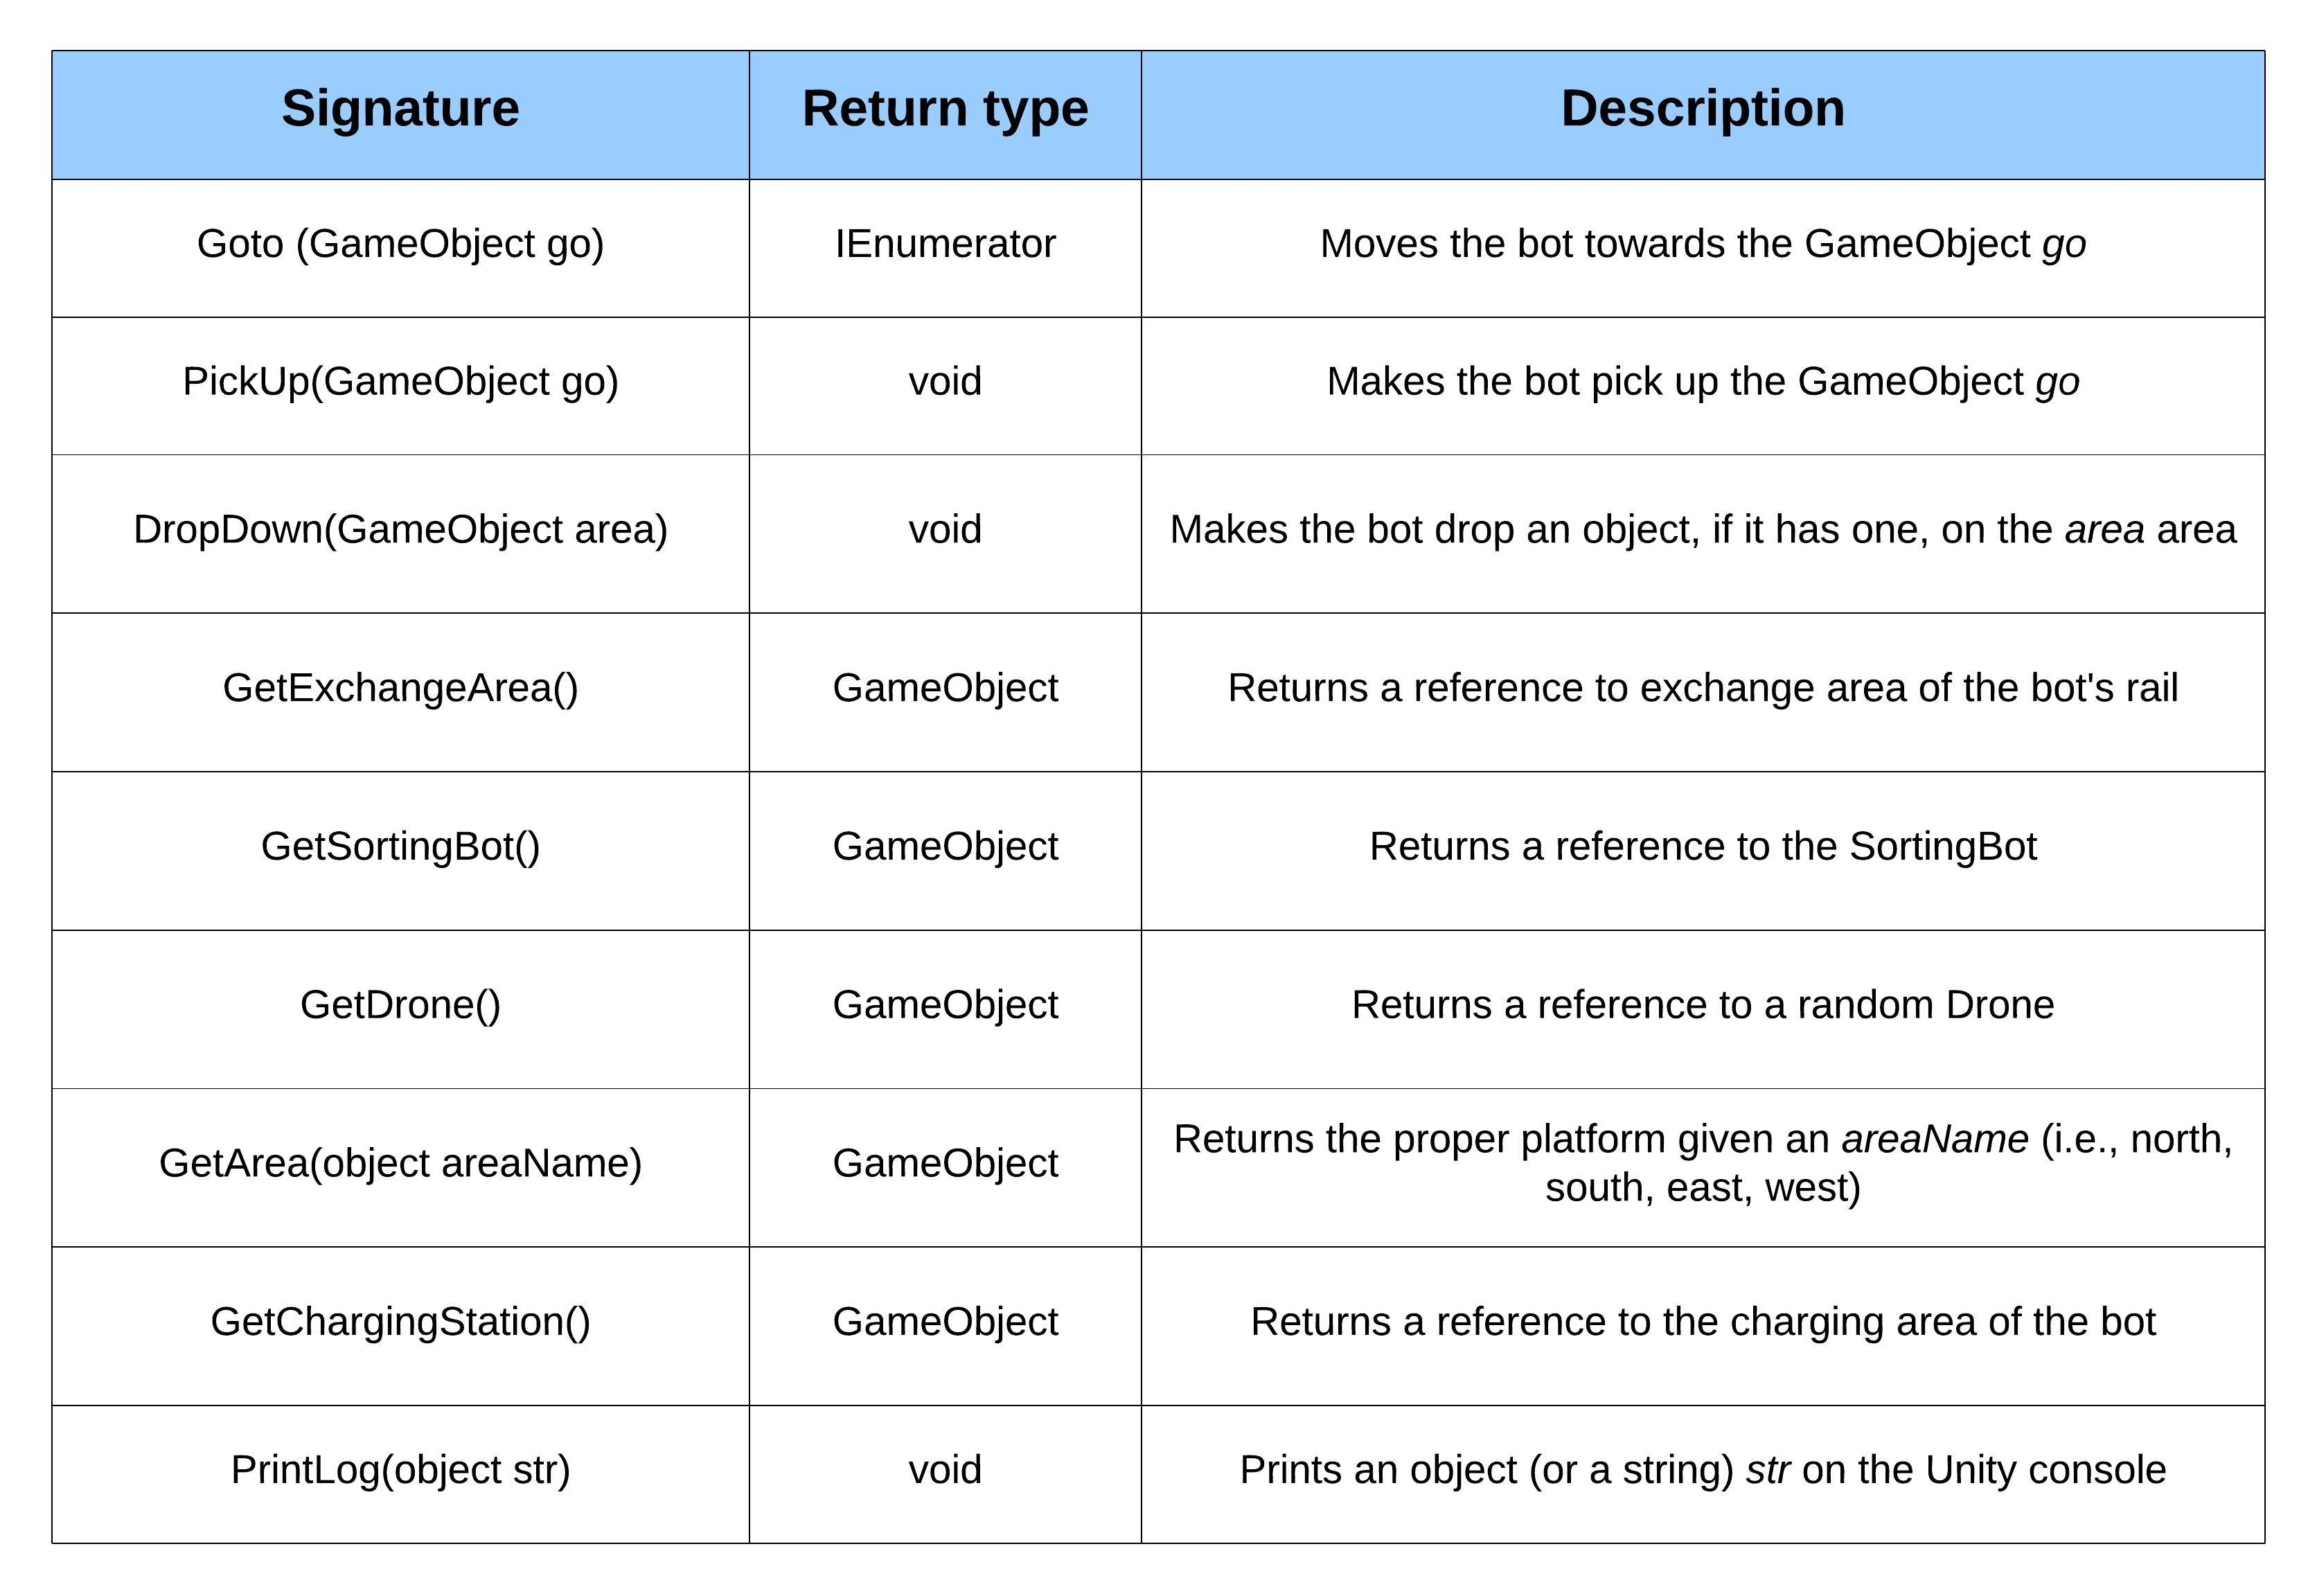 Signature Return type Description
Goto (GameObject go) IEnumerator Moves the bot towards the GameObject go
PickUp(GameObject go) void Makes the bot pick up the GameObject go
DropDown(GameObject area) void Makes the bot drop an object, if it has one, on the area area
GetExchangeArea() GameObject Returns a reference to exchange area of the bot's rail
GetSortingBot() GameObject Returns a reference to the SortingBot
GetDrone() GameObject Returns a reference to a random Drone
GetArea(object areaName) GameObject Returns the proper platform given an areaName (i.e., north,
south, east, west)
GetChargingStation() GameObject Returns a reference to the charging area of the bot
PrintLog(object str) void Prints an object (or a string) str on the Unity console